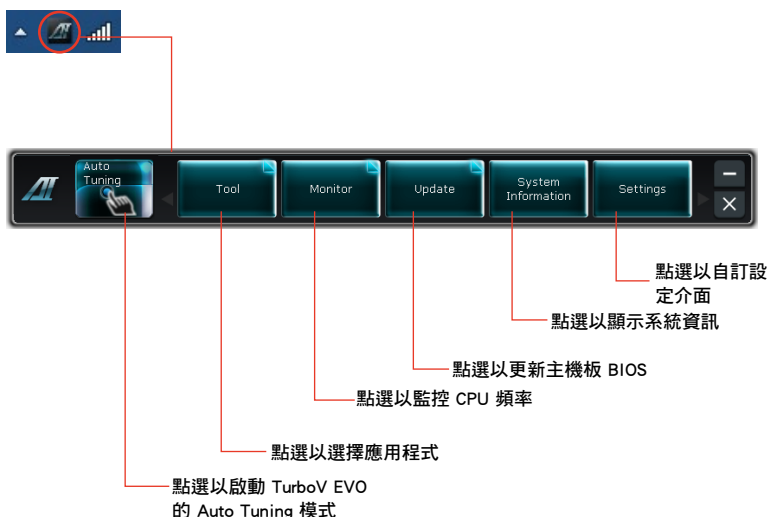 Auto
Tuning
Tool
Monitor
Update
System
Information
Settings
點選以自訂設
定介面
點選以顯示系統資訊
點選以更新主機板 BIOS
點選以監控 CPU 頻率
點選以選擇應用程式
點選以啟動 TurboV EVO
的 Auto Tuning 模式